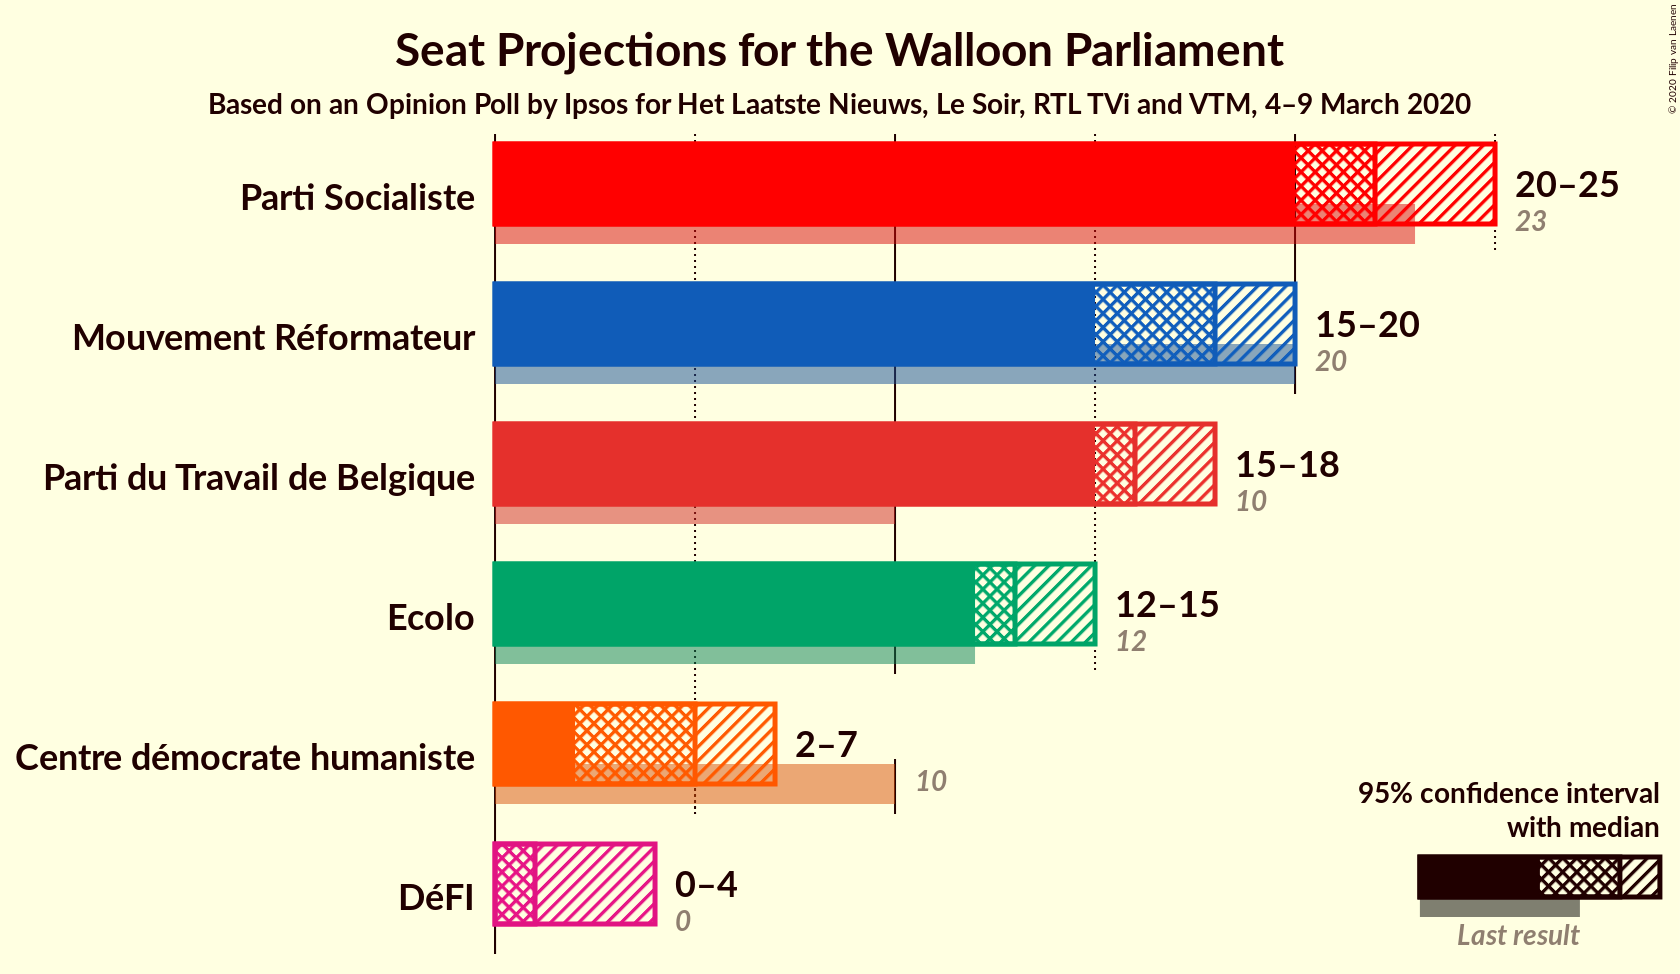 Seat Projections for the Walloon Parliament
Based on an Opinion Poll by Ipsos for Het Laatste Nieuws, Le Soir, RTL TVi and VTM, 4–9 March 2020
© 2020 Filip van Laenen
Parti Socialiste
20–25
23
Mouvement Réformateur
15–20
20
Parti du Travail de Belgique
15–18
10
Ecolo
12–15
12
Centre démocrate humaniste
2–7
10
DéFI
0–4
0
95% confidence interval
with median
Last result